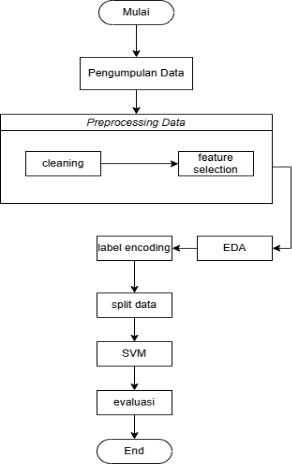 Mulai
Pengumpulan Data
Preprocessing Data
cleaning
feature
selection
EDA
label encoding
split data
SVM
evaluasi
End